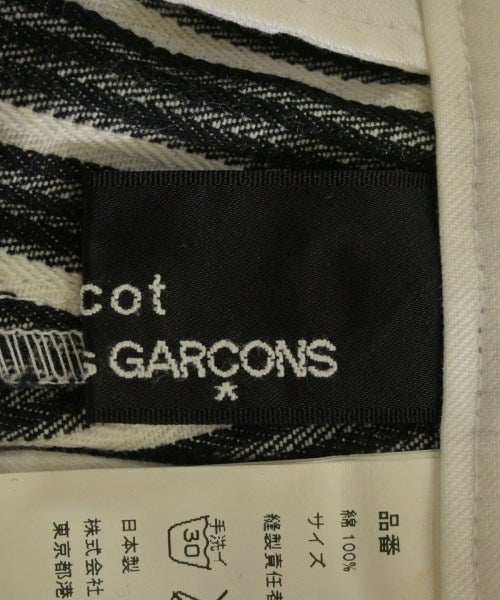 cot
s GARCONS
*
品番
綿 100%
サイズ
縫製責任者
手洗イ
30
日本製
株式会社
東京都港